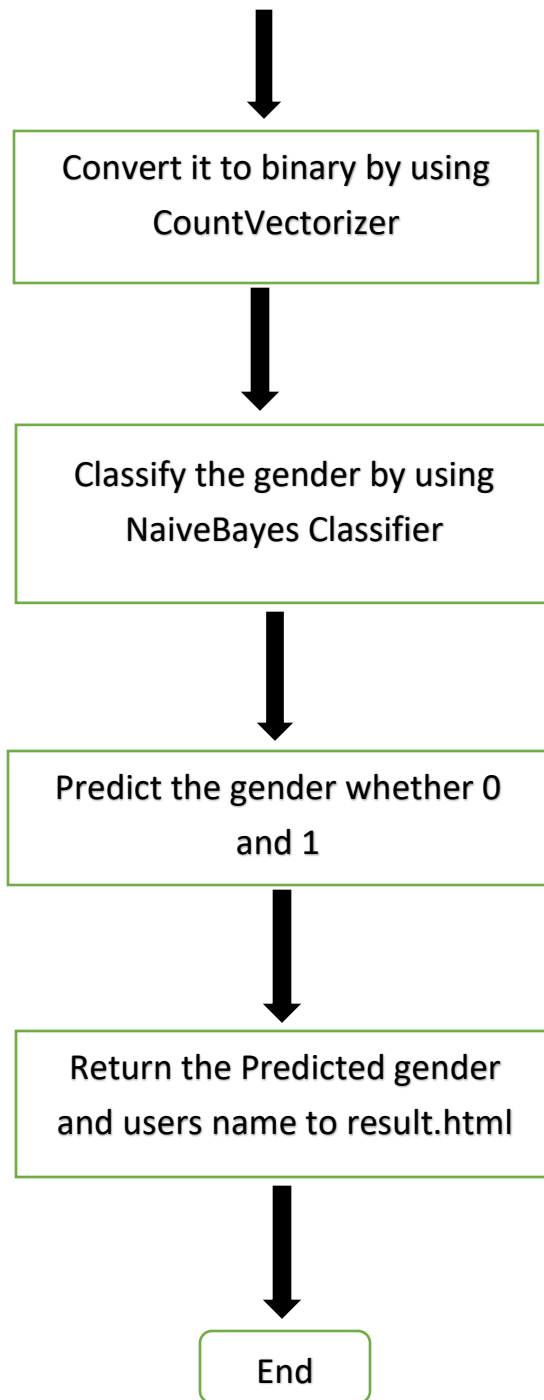 Convert it to binary by using
CountVectorizer
Classify the gender by using
NaiveBayes Classifier
Predict the gender whether 0
and 1
Return the Predicted gender
and users name to result.html
End